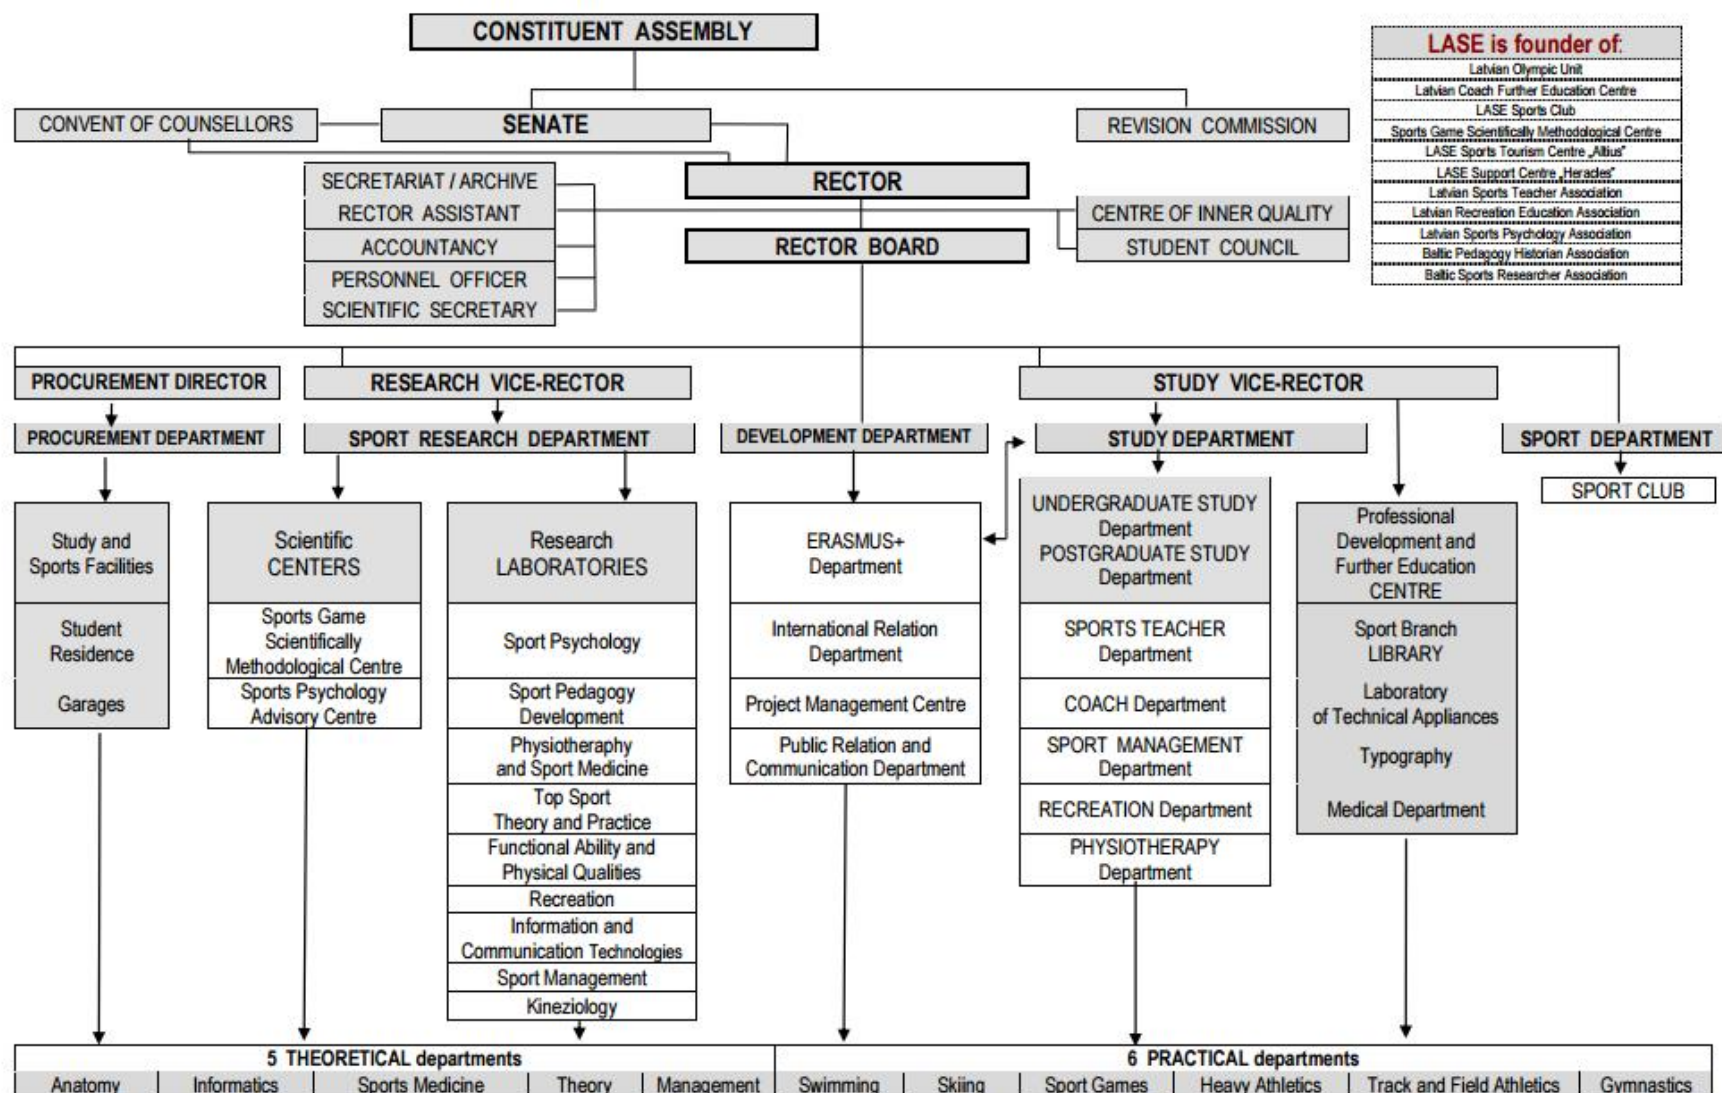 CONSTITUENT ASSEMBLY
LASE is founder of:
Latvian Olympic Unit
Latvian Coach Further Education Centre
LASE Sports Club
Sports Game Scientifically Methodological Centre
LASE Sports Tourism Centre „Altius"
LASE Support Centre „Heracles"
Latvian Sports Teacher Association
Latvian Recreation Education Association
Latvian Sports Psychology Association
Baltic Pedagogy Historian Association
Baltic Sports Researcher Association
CONVENT OF COUNSELLORS
SENATE
REVISION COMMISSION
SECRETARIAT / ARCHIVE
RECTOR ASSISTANT
ACCOUNTANCY
PERSONNEL OFFICER
SCIENTIFIC SECRETARY
RECTOR
RECTOR BOARD
CENTRE OF INNER QUALITY
STUDENT COUNCIL
PROCUREMENT DIRECTOR
RESEARCH VICE-RECTOR
STUDY VICE-RECTOR
PROCUREMENT DEPARTMENT
SPORT RESEARCH DEPARTMENT
DEVELOPMENT DEPARTMENT
STUDY DEPARTMENT
SPORT DEPARTMENT
SPORT CLUB
Study and
Sports Facilities
Student
Residence
Garages
Scientific
CENTERS
Sports Game
Scientifically
Methodological Centre
Sports Psychology
Advisory Centre
Research
LABORATORIES
Sport Psychology
Sport Pedagogy
Development
Physiotheraphy
and Sport Medicine
Top Sport
Theory and Practice
Functional Ability and
Physical Qualities
Recreation
Information and
Communication Technologies
Sport Management
Kineziology
ERASMUS+
Department
International Relation
Department
Project Management Centre
Public Relation and
Communication Department
UNDERGRADUATE STUDY
Department
POSTGRADUATE STUDY
Department
SPORTS TEACHER
Department
COACH Department
SPORT MANAGEMENT
Department
RECREATION Department
PHYSIOTHERAPY
Department
Professional
Development and
Further Education
CENTRE
Sport Branch
LIBRARY
Laboratory
of Technical Appliances
Typography
Medical Department
5 THEORETICAL departments
6 PRACTICAL departments
Anatomy
Informatics
Sports Medicine
Theory
Management
Swimming
Skiing
Sport Games
Heavy Athletics
Track and Field Athletics
Gymnastics